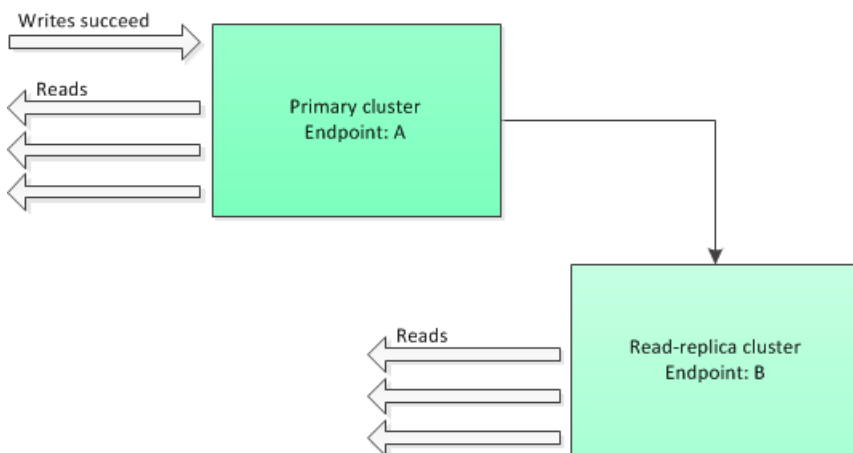 Writes succeed
Reads
Primary cluster
Endpoint: A
Reads
Read-replica cluster
Endpoint: B